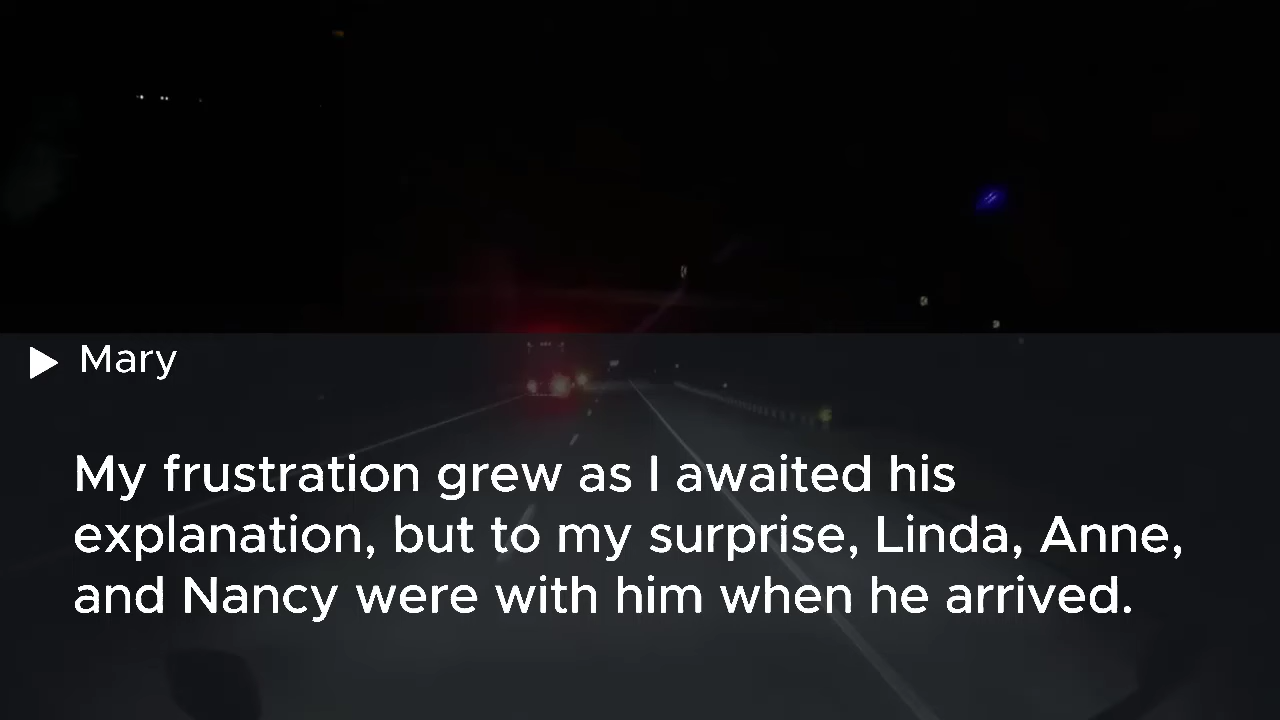 Mary
My frustration grew as I awaited his
explanation, but to my surprise, Linda, Anne,
and Nancy were with him when he arrived.